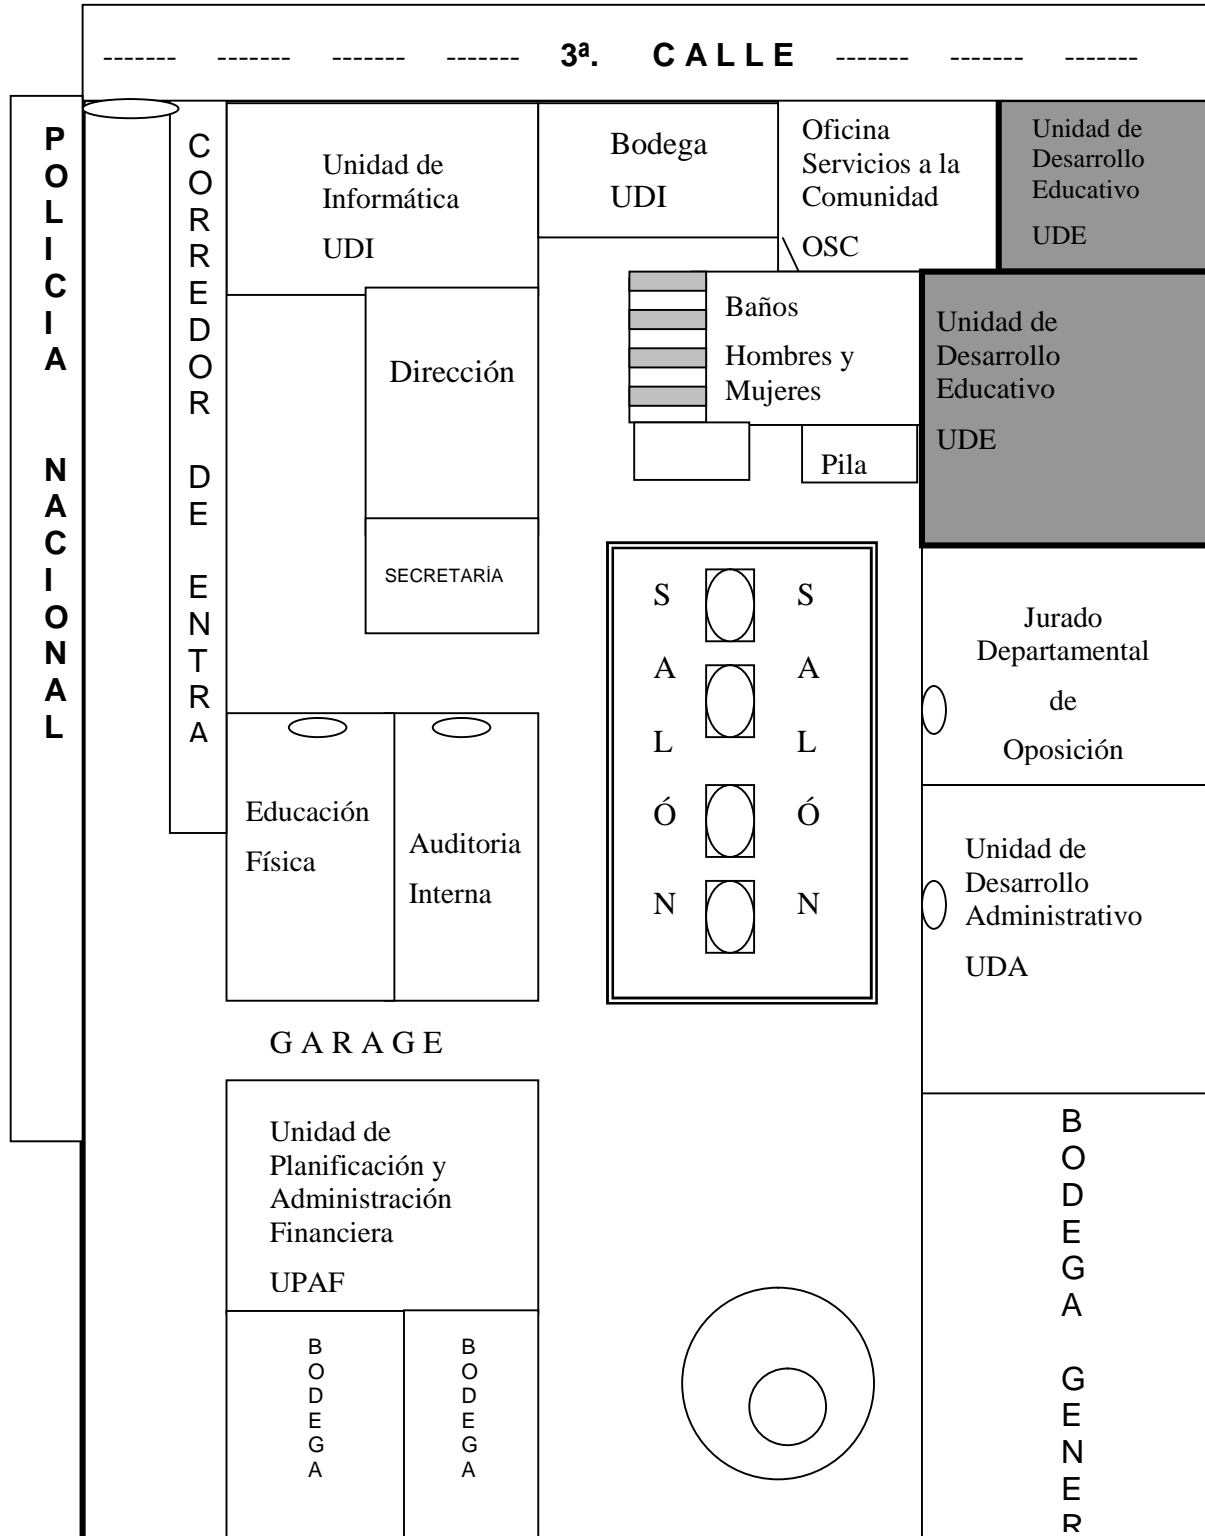 ------- ------- ------- ------- 3ª. CALLE ------- ------- -------
POLICIA NACIONAL
CORREDOR DE ENTRA
Unidad de
Informática
UDI
Bodega
UDI
Oficina
Servicios a la
Comunidad
OSC
Unidad de
Desarrollo
Educativo
UDE
Dirección
Baños
Hombres y
Mujeres
Unidad de
Desarrollo
Educativo
UDE
Pila
SECRETARÍA
SALÓN
SALÓN
Jurado
Departamental
de
Oposición
Educación
Física
Auditoria
Interna
Unidad de
Desarrollo
Administrativo
UDA
GARAGE
Unidad de
Planificación y
Administración
Financiera
UPAF
BODEGA
BODEGA
BODEGA GENER